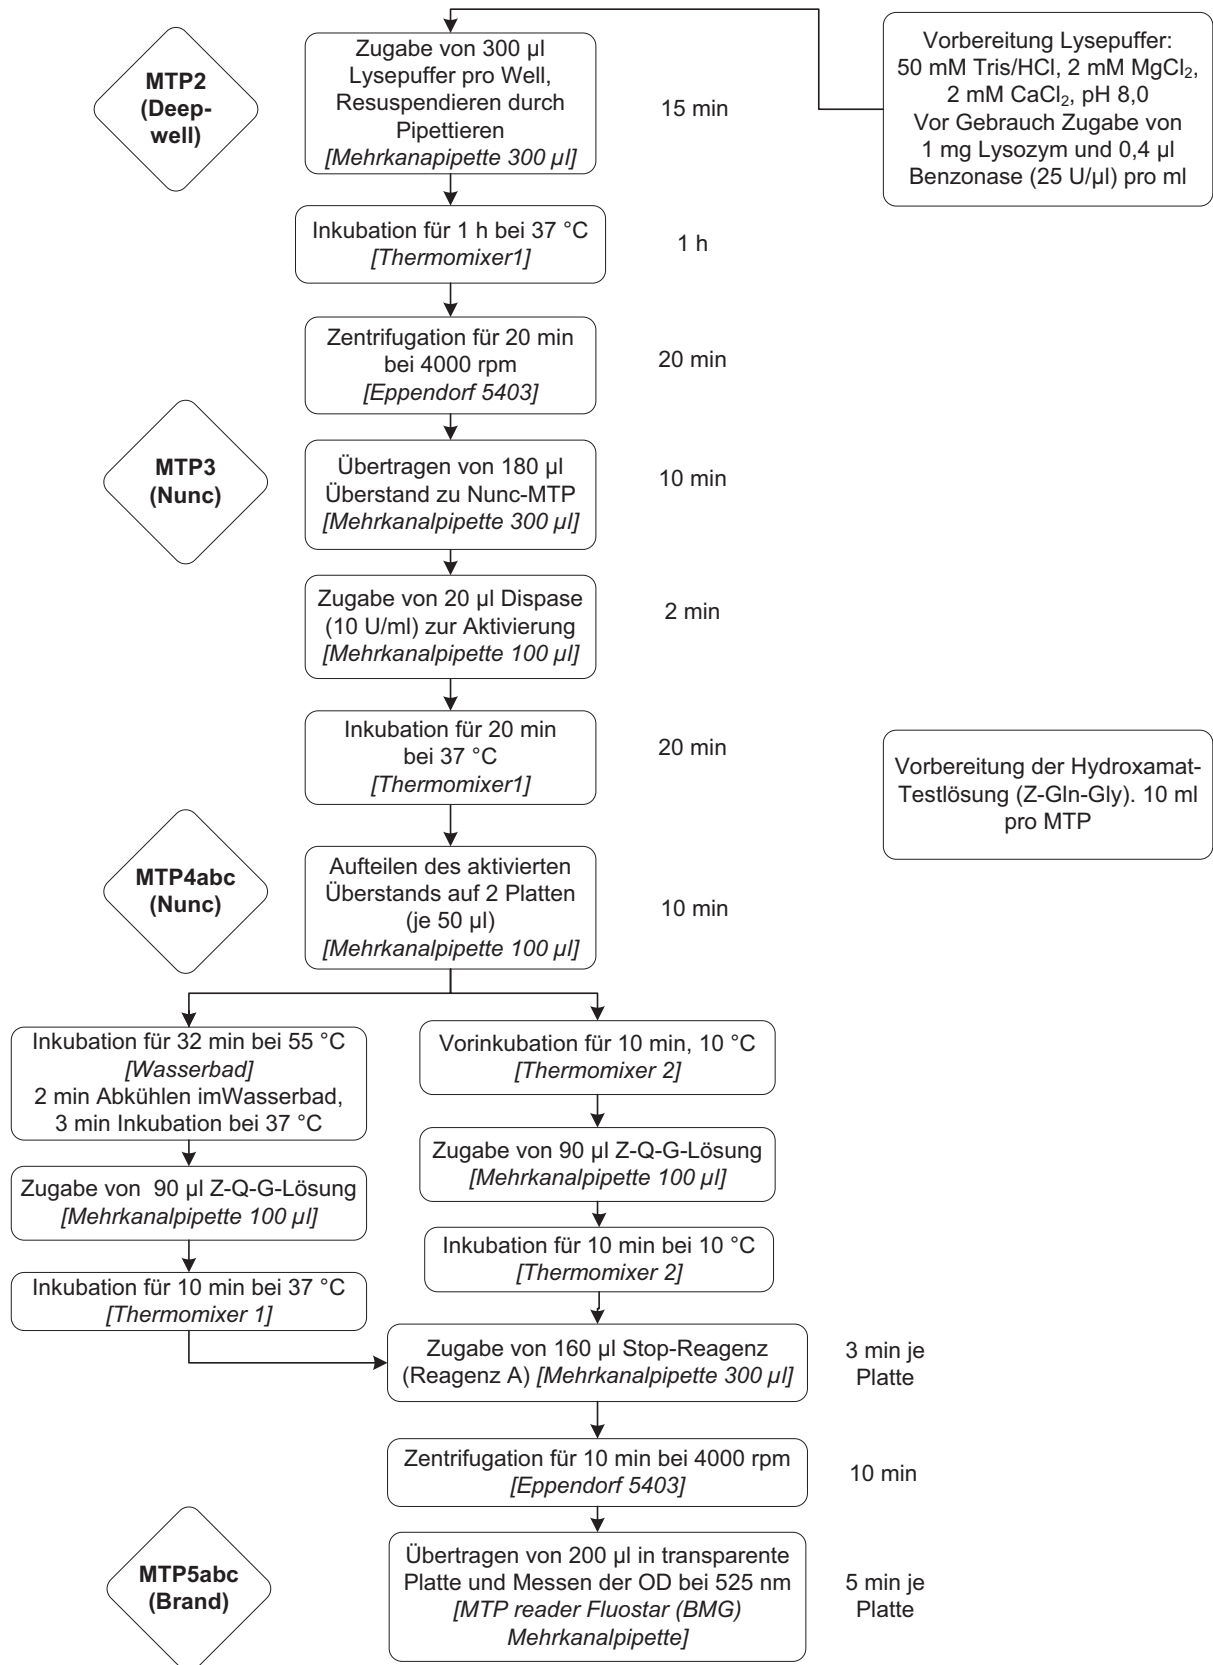 MTP2
(Deep-
well)
Zugabe von 300 µl
Lysepuffer pro Well,
Resuspendieren durch
Pipettieren
[Mehrkanapipette 300 µl]
15 min
Vorbereitung Lysepuffer:
50 mM Tris/HCl, 2 mM MgCl₂,
2 mM CaCl₂, pH 8,0
Vor Gebrauch Zugabe von
1 mg Lysozym und 0,4 µl
Benzonase (25 U/µl) pro ml
Inkubation für 1 h bei 37 °C
[Thermomixer1]
1 h
Zentrifugation für 20 min
bei 4000 rpm
[Eppendorf 5403]
20 min
MTP3
(Nunc)
Übertragen von 180 µl
Überstand zu Nunc-MTP
[Mehrkanalpipette 300 µl]
10 min
Zugabe von 20 µl Dispase
(10 U/ml) zur Aktivierung
[Mehrkanalpipette 100 µl]
2 min
Inkubation für 20 min
bei 37 °C
[Thermomixer1]
20 min
Vorbereitung der Hydroxamat-
Testlösung (Z-Gln-Gly). 10 ml
pro MTP
MTP4abc
(Nunc)
Aufteilen des aktivierten
Überstands auf 2 Platten
(je 50 µl)
[Mehrkanalpipette 100 µl]
10 min
Inkubation für 32 min bei 55 °C
[Wasserbad]
2 min Abkühlen imWasserbad,
3 min Inkubation bei 37 °C
Vorinkubation für 10 min, 10 °C
[Thermomixer 2]
Zugabe von 90 µl Z-Q-G-Lösung
[Mehrkanalpipette 100 µl]
Zugabe von 90 µl Z-Q-G-Lösung
[Mehrkanalpipette 100 µl]
Inkubation für 10 min bei 10 °C
[Thermomixer 2]
Inkubation für 10 min bei 37 °C
[Thermomixer 1]
Zugabe von 160 µl Stop-Reagenz
(Reagenz A) [Mehrkanalpipette 300 µl]
3 min je
Platte
Zentrifugation für 10 min bei 4000 rpm
[Eppendorf 5403]
10 min
MTP5abc
(Brand)
Übertragen von 200 µl in transparente
Platte und Messen der OD bei 525 nm
[MTP reader Fluostar (BMG)
Mehrkanalpipette]
5 min je
Platte